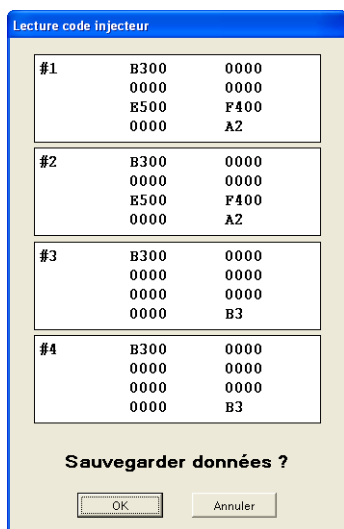 Lecture code injecteur
#1 B300 0000
0000 0000
E500 F400
0000 A2
#2 B300 0000
0000 0000
E500 F400
0000 A2
#3 B300 0000
0000 0000
0000 0000
0000 B3
#4 B300 0000
0000 0000
0000 0000
0000 B3
Sauvegarder données ?
OK Annuler